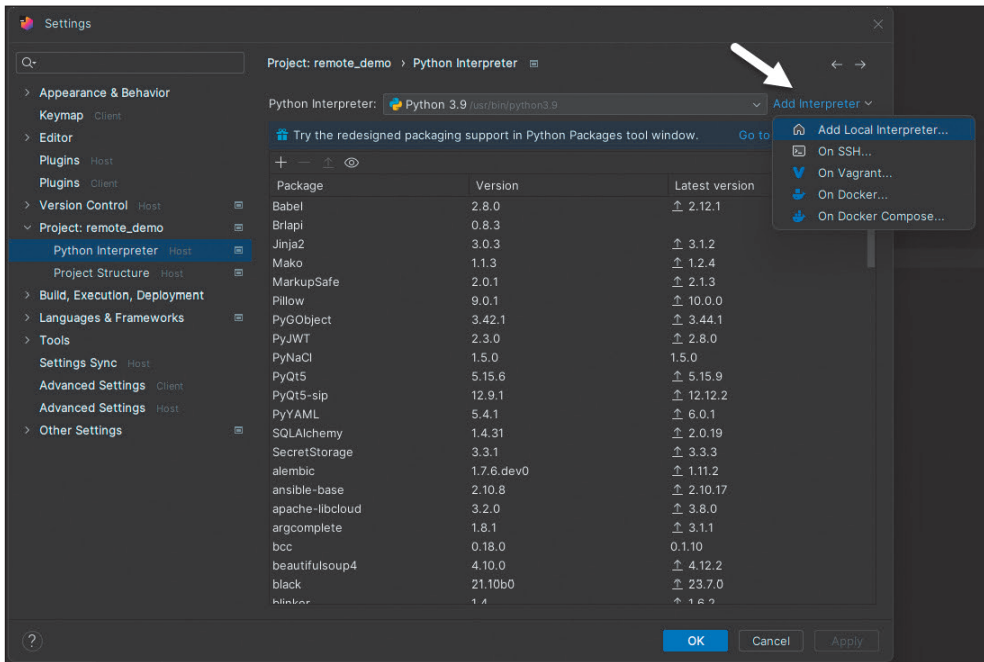 Settings
Project: remote_demo › Python Interpreter
Appearance & Behavior
Keymap Client
Editor
Plugins Host
Plugins Client
Version Control Host
Project: remote_demo
Python Interpreter Host
Project Structure Host
Build, Execution, Deployment
Languages & Frameworks
Tools
Settings Sync Host
Advanced Settings Client
Advanced Settings Host
Other Settings
Python Interpreter: Python 3.9 /usr/bin/python3.9 Add Interpreter
Add Local Interpreter...
On SSH...
On Vagrant...
On Docker...
On Docker Compose...
Try the redesigned packaging support in Python Packages tool window. Go to
Package Version Latest version
Babel 2.8.0 2.12.1
Brlapi 0.8.3
Jinja2 3.0.3 3.1.2
Mako 1.1.3 1.2.4
MarkupSafe 2.0.1 2.1.3
Pillow 9.0.1 10.0.0
PyGObject 3.42.1 3.44.1
PyJWT 2.3.0 2.8.0
PyNaCl 1.5.0 1.5.0
PyQt5 5.15.6 5.15.9
PyQt5-sip 12.9.1 12.12.2
PyYAML 5.4.1 6.0.1
SQLAlchemy 1.4.31 2.0.19
SecretStorage 3.3.1 3.3.3
alembic 1.7.6.dev0 1.11.2
ansible-base 2.10.8 2.10.17
apache-libcloud 3.2.0 3.8.0
argcomplete 1.8.1 3.1.1
bcc 0.18.0 0.1.10
beautifulsoup4 4.10.0 4.12.2
black 21.10b0 23.7.0
blinker 1.4 1.6.2
? OK Cancel Apply